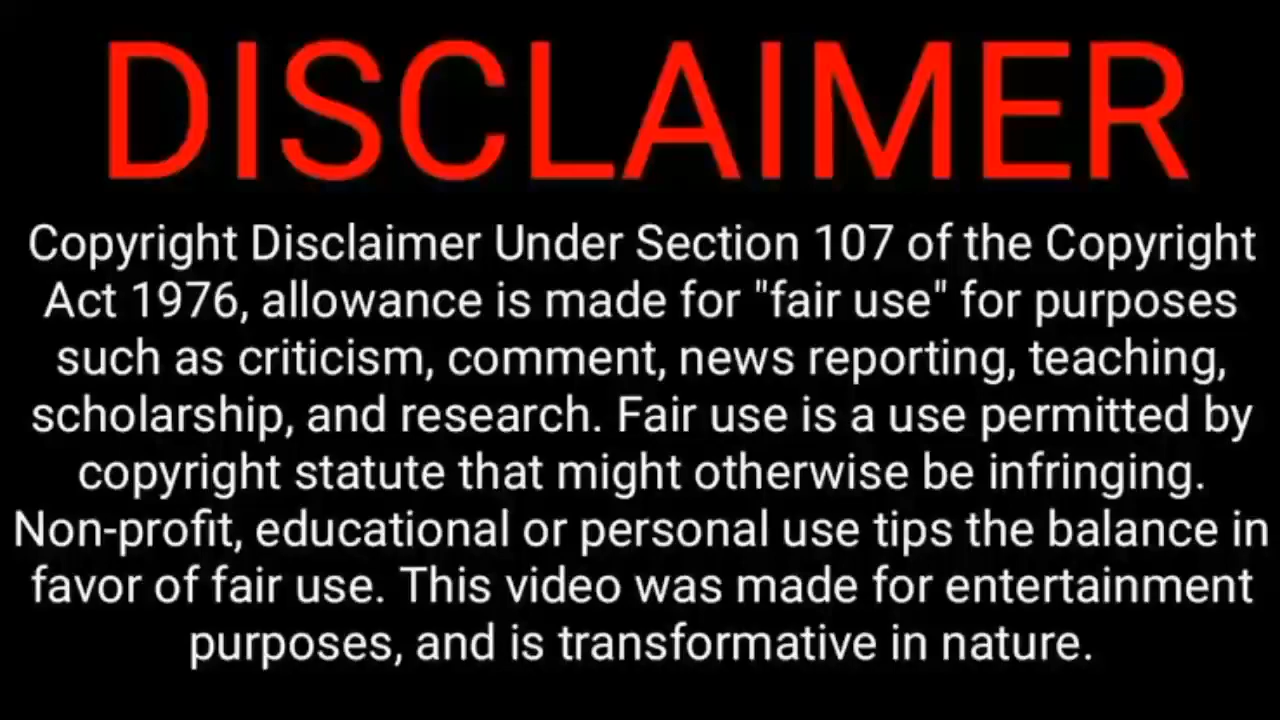 DISCLAIMER
Copyright Disclaimer Under Section 107 of the Copyright
Act 1976, allowance is made for "fair use" for purposes
such as criticism, comment, news reporting, teaching,
scholarship, and research. Fair use is a use permitted by
copyright statute that might otherwise be infringing.
Non-profit, educational or personal use tips the balance in
favor of fair use. This video was made for entertainment
purposes, and is transformative in nature.